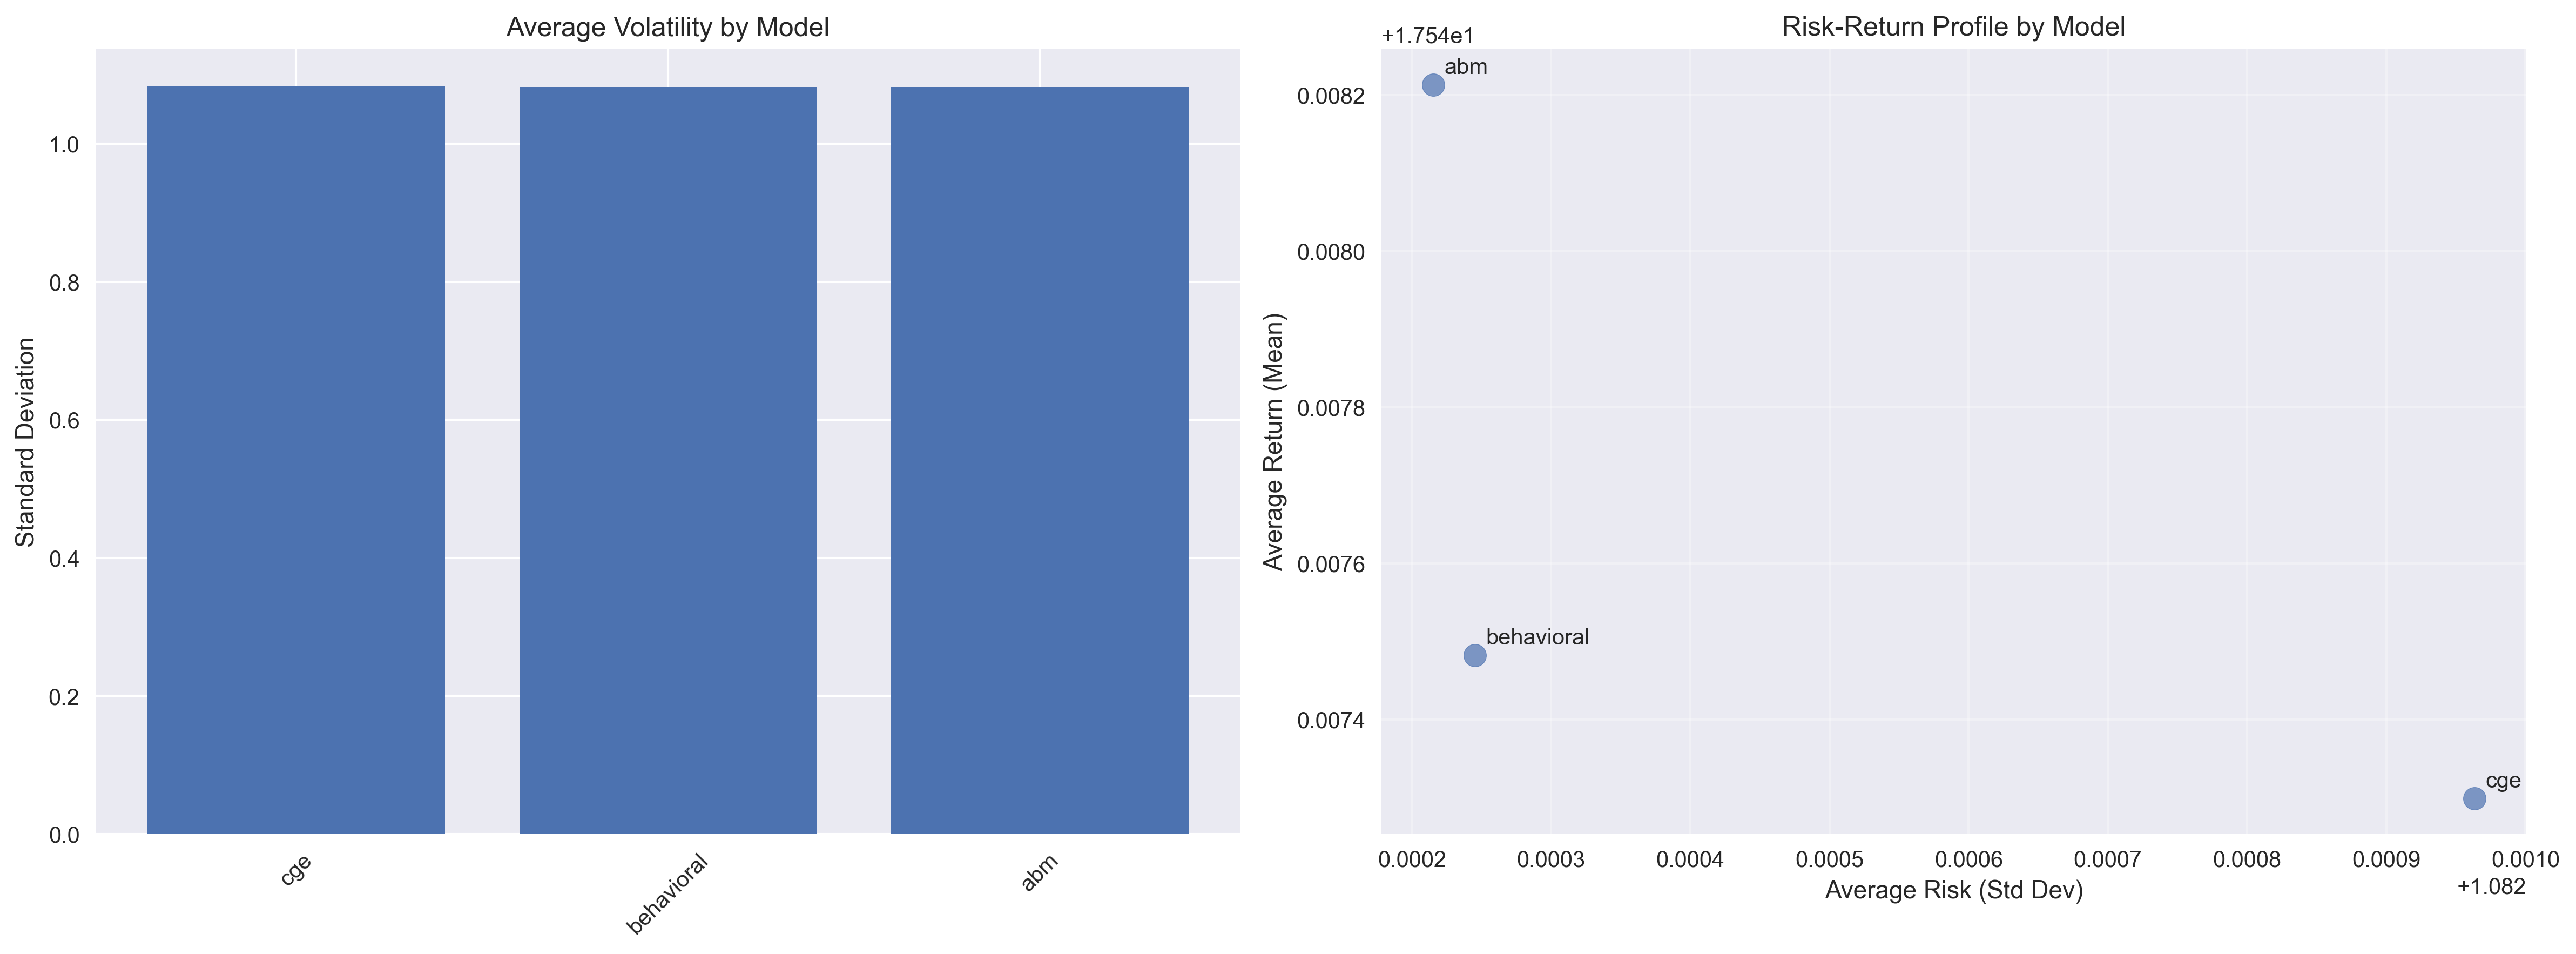 Average Volatility by Model
Standard Deviation
1.0
0.8
0.6
0.4
0.2
0.0
cge
behavioral
abm
Risk-Return Profile by Model
+1.754e1
Average Return (Mean)
0.0082
0.0080
0.0078
0.0076
0.0074
abm
behavioral
cge
0.0002 0.0003 0.0004 0.0005 0.0006 0.0007 0.0008 0.0009 0.0010
Average Risk (Std Dev)
+1.082